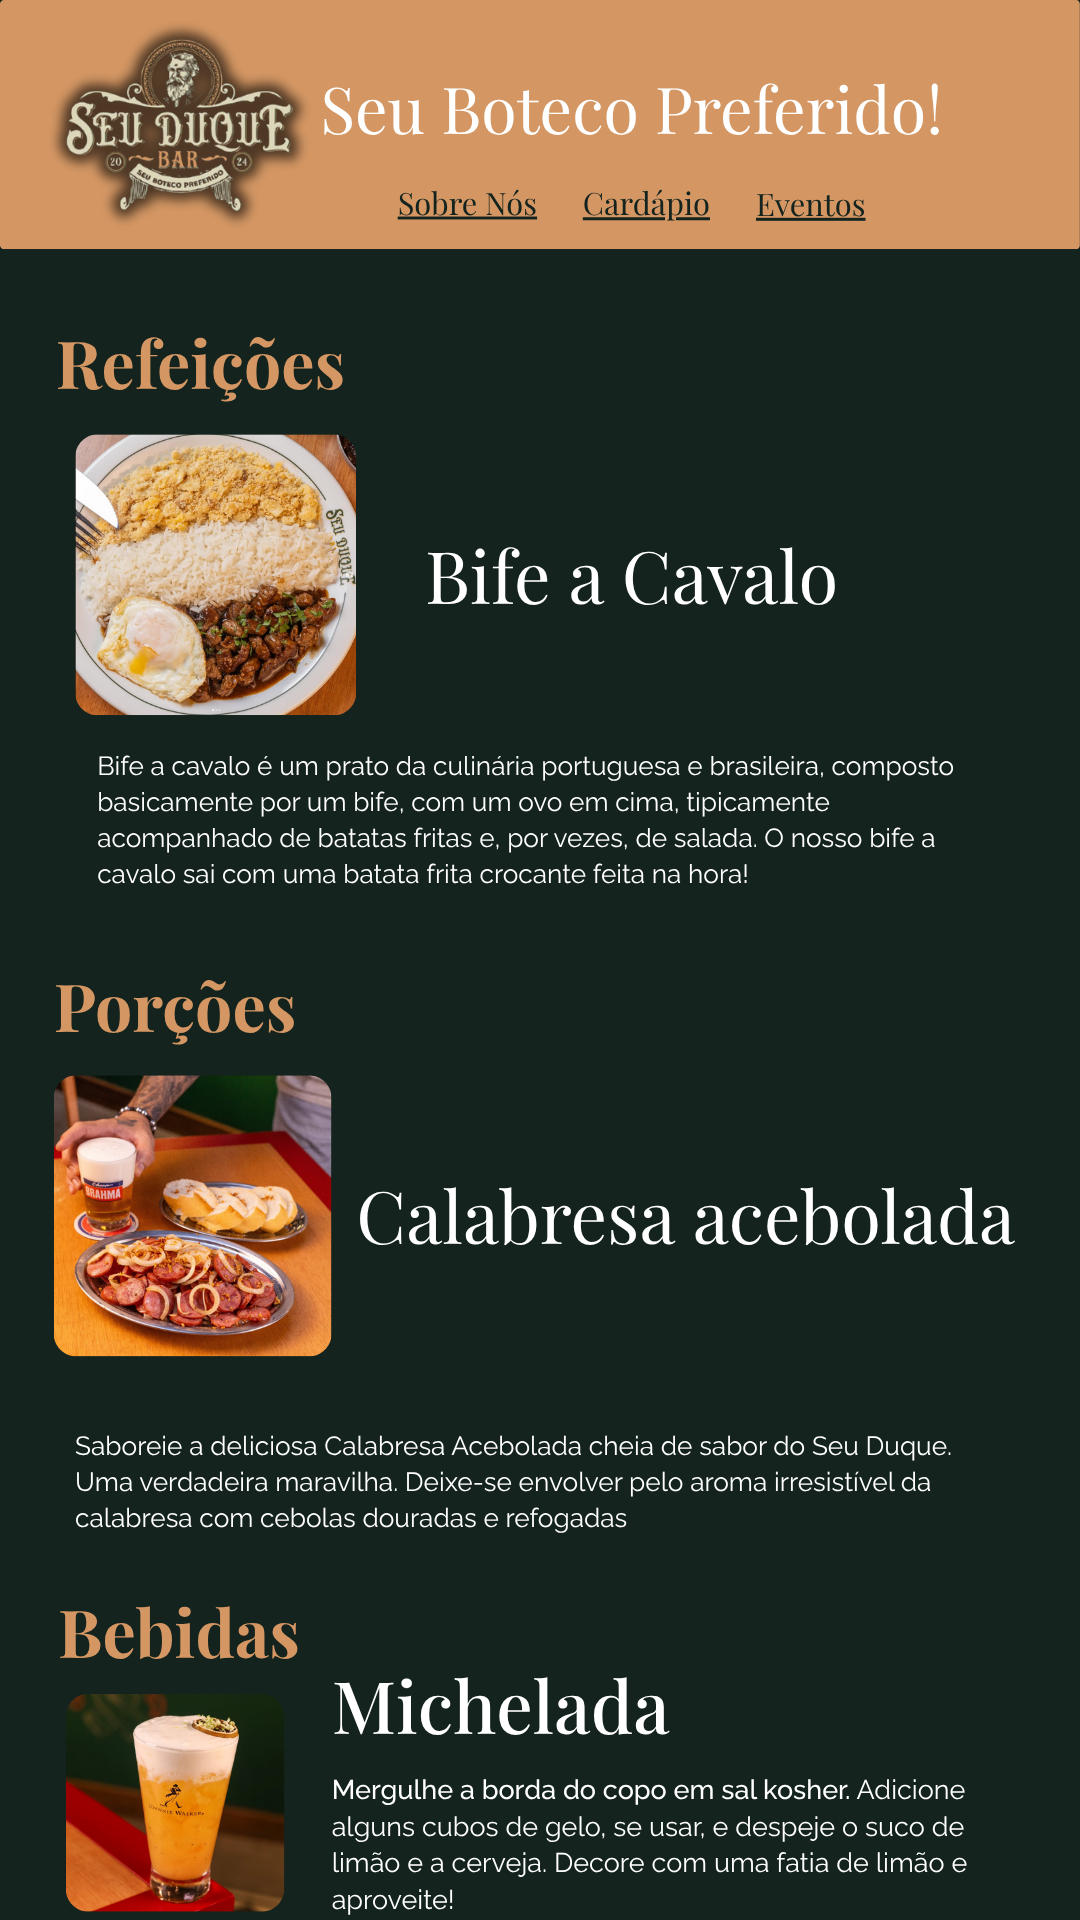 SEU DUQUE
BAR
20 24
SEU BOTECO PREFERIDO
Seu Boteco Preferido!
Sobre Nós Cardápio Eventos
Refeições
SEU DUQUE
Bife a Cavalo
Bife a cavalo é um prato da culinária portuguesa e brasileira, composto
basicamente por um bife, com um ovo em cima, tipicamente
acompanhado de batatas fritas e, por vezes, de salada. O nosso bife a
cavalo sai com uma batata frita crocante feita na hora!
Porções
BRAHMA
Calabresa acebolada
Saboreie a deliciosa Calabresa Acebolada cheia de sabor do Seu Duque.
Uma verdadeira maravilha. Deixe-se envolver pelo aroma irresistível da
calabresa com cebolas douradas e refogadas
Bebidas
Michelada
JOHNNIE WALKER
Mergulhe a borda do copo em sal kosher. Adicione
alguns cubos de gelo, se usar, e despeje o suco de
limão e a cerveja. Decore com uma fatia de limão e
aproveite!